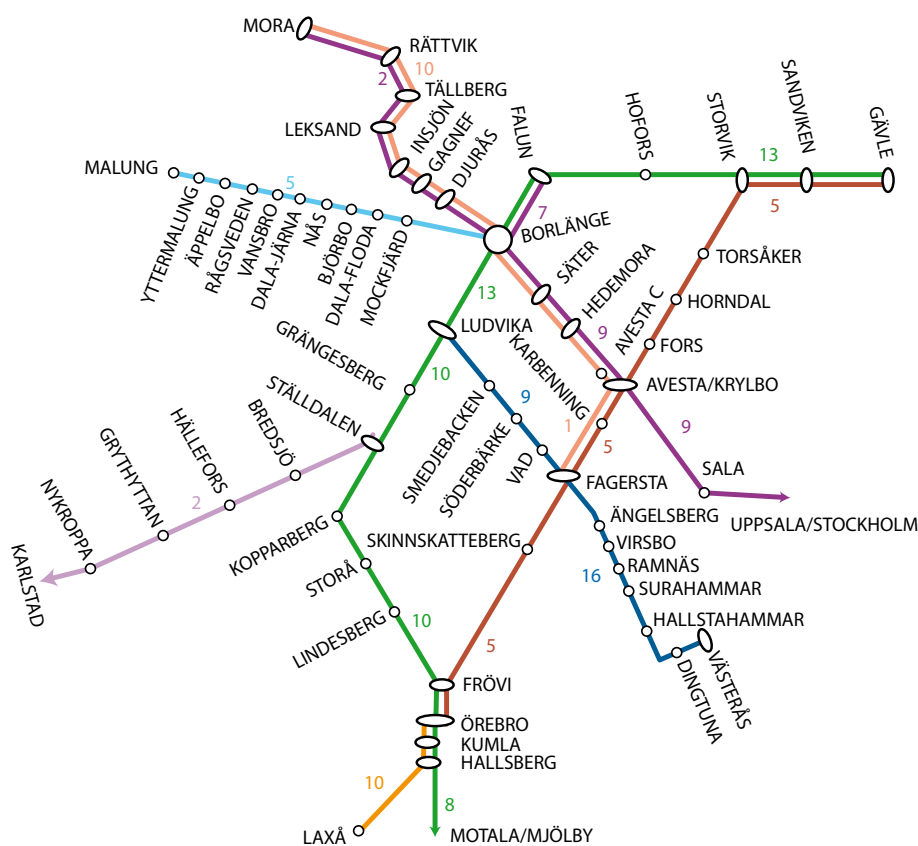 MORA
RÄTTVIK
10
2
TÄLLBERG
LEKSAND
INSJÖN
GAGNEF
DJURÅS
FALUN
HOFORS
STORVIK
SANDVIKEN
GÄVLE
13
5
7
MALUNG
5
YTTERMALUNG
ÄPPELBO
RÅGSVEDEN
VANSBRO
DALA-JÄRNA
NÅS
BJÖRBO
DALA-FLODA
MOCKFJÄRD
BORLÄNGE
SÄTER
HEDEMORA
9
AVESTA C
TORSÅKER
HORNDAL
FORS
AVESTA/KRYLBO
13
LUDVIKA
GRÄNGESBERG
10
STÄLLDALEN
KARBENNING
1
5
9
9
SMEDJEBACKEN
SÖDERBÄRKE
VAD
FAGERSTA
SALA
UPPSALA/STOCKHOLM
BREDSJÖ
HÄLLEFORS
GRYTHYTTAN
NYKROPPA
KARLSTAD
2
KOPPARBERG
STORÅ
LINDESBERG
10
SKINNSKATTEBERG
5
ÄNGELSBERG
VIRSBO
RAMNÄS
16
SURAHAMMAR
HALLSTAHAMMAR
DINGTUNA
VÄSTERÅS
FRÖVI
ÖREBRO
KUMLA
HALLSBERG
10
8
LAXÅ
MOTALA/MJÖLBY